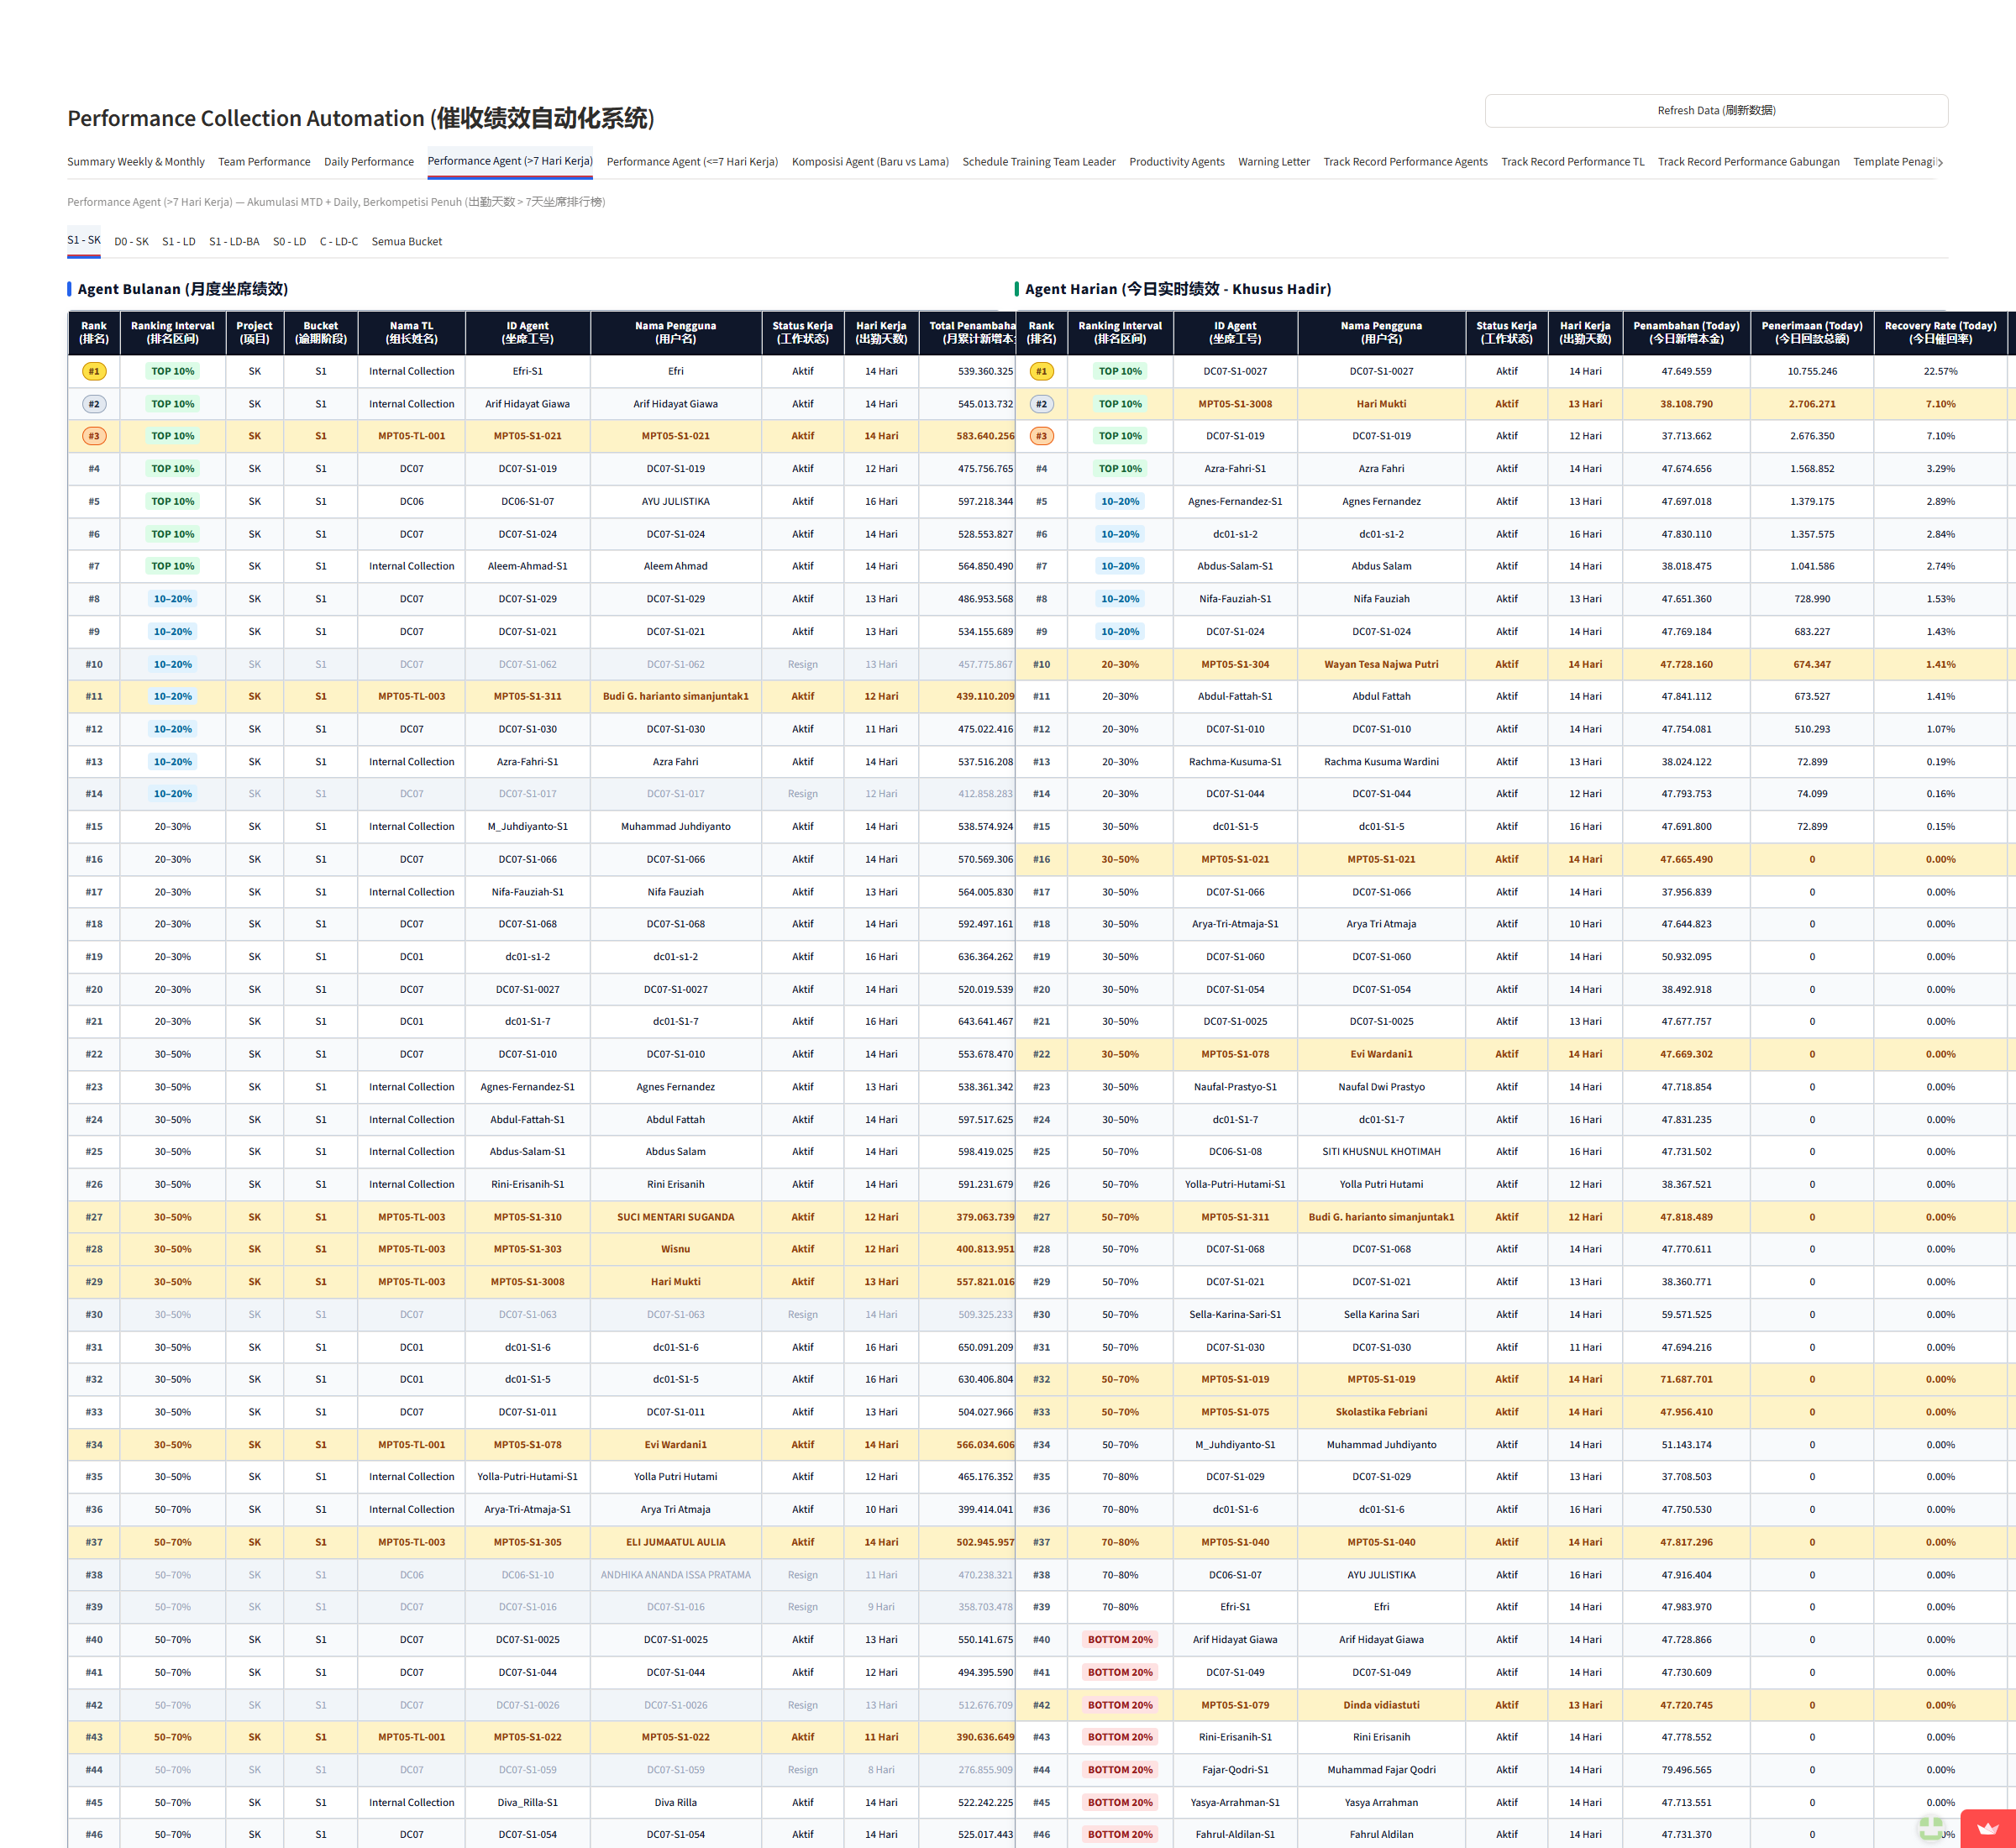 Performance Collection Automation (催收绩效自动化系统)
Refresh Data (刷新数据)
Summary Weekly & Monthly Team Performance Daily Performance Performance Agent (>7 Hari Kerja) Performance Agent (<=7 Hari Kerja) Komposisi Agent (Baru vs Lama) Schedule Training Team Leader Productivity Agents Warning Letter Track Record Performance Agents Track Record Performance TL Track Record Performance Gabungan Template Penagi
Performance Agent (>7 Hari Kerja) — Akumulasi MTD + Daily, Berkompetisi Penuh (出勤天数 > 7天坐席排行榜)
S1 - SK D0 - SK S1 - LD S1 - LD-BA S0 - LD C - LD-C Semua Bucket
Agent Bulanan (月度坐席绩效)
Rank Ranking Interval Project Bucket Nama TL ID Agent Nama Pengguna Status Kerja Hari Kerja Total Penambaha
(排名) (排名区间) (项目) (逾期阶段) (组长姓名) (坐席工号) (用户名) (工作状态) (出勤天数) (月累计新增本
#1 TOP 10% SK S1 Internal Collection Efri-S1 Efri Aktif 14 Hari 539.360.325
#2 TOP 10% SK S1 Internal Collection Arif Hidayat Giawa Arif Hidayat Giawa Aktif 14 Hari 545.013.732
#3 TOP 10% SK S1 MPT05-TL-001 MPT05-S1-021 MPT05-S1-021 Aktif 14 Hari 583.640.256
#4 TOP 10% SK S1 DC07 DC07-S1-019 DC07-S1-019 Aktif 12 Hari 475.756.765
#5 TOP 10% SK S1 DC06 DC06-S1-07 AYU JULISTIKA Aktif 16 Hari 597.218.344
#6 TOP 10% SK S1 DC07 DC07-S1-024 DC07-S1-024 Aktif 14 Hari 528.553.827
#7 TOP 10% SK S1 Internal Collection Aleem-Ahmad-S1 Aleem Ahmad Aktif 14 Hari 564.850.490
#8 10–20% SK S1 DC07 DC07-S1-029 DC07-S1-029 Aktif 13 Hari 486.953.568
#9 10–20% SK S1 DC07 DC07-S1-021 DC07-S1-021 Aktif 13 Hari 534.155.689
#10 10–20% SK S1 DC07 DC07-S1-062 DC07-S1-062 Resign 13 Hari 457.775.867
#11 10–20% SK S1 MPT05-TL-003 MPT05-S1-311 Budi G. harianto simanjuntak1 Aktif 12 Hari 439.110.209
#12 10–20% SK S1 DC07 DC07-S1-030 DC07-S1-030 Aktif 11 Hari 475.022.416
#13 10–20% SK S1 Internal Collection Azra-Fahri-S1 Azra Fahri Aktif 14 Hari 537.516.208
#14 10–20% SK S1 DC07 DC07-S1-017 DC07-S1-017 Resign 12 Hari 412.858.283
#15 20–30% SK S1 Internal Collection M_Juhdiyanto-S1 Muhammad Juhdiyanto Aktif 14 Hari 538.574.924
#16 20–30% SK S1 DC07 DC07-S1-066 DC07-S1-066 Aktif 14 Hari 570.569.306
#17 20–30% SK S1 Internal Collection Nifa-Fauziah-S1 Nifa Fauziah Aktif 13 Hari 564.005.830
#18 20–30% SK S1 DC07 DC07-S1-068 DC07-S1-068 Aktif 14 Hari 592.497.161
#19 20–30% SK S1 DC01 dc01-s1-2 dc01-s1-2 Aktif 16 Hari 636.364.262
#20 20–30% SK S1 DC07 DC07-S1-0027 DC07-S1-0027 Aktif 14 Hari 520.019.539
#21 20–30% SK S1 DC01 dc01-S1-7 dc01-S1-7 Aktif 16 Hari 643.641.467
#22 30–50% SK S1 DC07 DC07-S1-010 DC07-S1-010 Aktif 14 Hari 553.678.470
#23 30–50% SK S1 Internal Collection Agnes-Fernandez-S1 Agnes Fernandez Aktif 13 Hari 538.361.342
#24 30–50% SK S1 Internal Collection Abdul-Fattah-S1 Abdul Fattah Aktif 14 Hari 597.517.625
#25 30–50% SK S1 Internal Collection Abdus-Salam-S1 Abdus Salam Aktif 14 Hari 598.419.025
#26 30–50% SK S1 Internal Collection Rini-Erisanih-S1 Rini Erisanih Aktif 14 Hari 591.231.679
#27 30–50% SK S1 MPT05-TL-003 MPT05-S1-310 SUCI MENTARI SUGANDA Aktif 12 Hari 379.063.739
#28 30–50% SK S1 MPT05-TL-003 MPT05-S1-303 Wisnu Aktif 12 Hari 400.813.951
#29 30–50% SK S1 MPT05-TL-003 MPT05-S1-3008 Hari Mukti Aktif 13 Hari 557.821.016
#30 30–50% SK S1 DC07 DC07-S1-063 DC07-S1-063 Resign 14 Hari 509.325.233
#31 30–50% SK S1 DC01 dc01-S1-6 dc01-S1-6 Aktif 16 Hari 650.091.209
#32 30–50% SK S1 DC01 dc01-S1-5 dc01-S1-5 Aktif 16 Hari 630.406.804
#33 30–50% SK S1 DC07 DC07-S1-011 DC07-S1-011 Aktif 13 Hari 504.027.966
#34 30–50% SK S1 MPT05-TL-001 MPT05-S1-078 Evi Wardani1 Aktif 14 Hari 566.034.606
#35 30–50% SK S1 Internal Collection Yolla-Putri-Hutami-S1 Yolla Putri Hutami Aktif 12 Hari 465.176.352
#36 50–70% SK S1 Internal Collection Arya-Tri-Atmaja-S1 Arya Tri Atmaja Aktif 10 Hari 399.414.041
#37 50–70% SK S1 MPT05-TL-003 MPT05-S1-305 ELI JUMAATUL AULIA Aktif 14 Hari 502.945.957
#38 50–70% SK S1 DC06 DC06-S1-10 ANDHIKA ANANDA ISSA PRATAMA Resign 11 Hari 470.238.321
#39 50–70% SK S1 DC07 DC07-S1-016 DC07-S1-016 Resign 9 Hari 358.703.478
#40 50–70% SK S1 DC07 DC07-S1-0025 DC07-S1-0025 Aktif 13 Hari 550.141.675
#41 50–70% SK S1 DC07 DC07-S1-044 DC07-S1-044 Aktif 12 Hari 494.395.590
#42 50–70% SK S1 DC07 DC07-S1-0026 DC07-S1-0026 Resign 13 Hari 512.676.709
#43 50–70% SK S1 MPT05-TL-001 MPT05-S1-022 MPT05-S1-022 Aktif 11 Hari 390.636.649
#44 50–70% SK S1 DC07 DC07-S1-059 DC07-S1-059 Resign 8 Hari 276.855.909
#45 50–70% SK S1 Internal Collection Diva_Rilla-S1 Diva Rilla Aktif 14 Hari 522.242.225
#46 50–70% SK S1 DC07 DC07-S1-054 DC07-S1-054 Aktif 14 Hari 525.017.443
Agent Harian (今日实时绩效 - Khusus Hadir)
Rank Ranking Interval ID Agent Nama Pengguna Status Kerja Hari Kerja Penambahan (Today) Penerimaan (Today) Recovery Rate (Today)
(排名) (排名区间) (坐席工号) (用户名) (工作状态) (出勤天数) (今日新增本金) (今日回款总额) (今日催回率)
#1 TOP 10% DC07-S1-0027 DC07-S1-0027 Aktif 14 Hari 47.649.559 10.755.246 22.57%
#2 TOP 10% MPT05-S1-3008 Hari Mukti Aktif 13 Hari 38.108.790 2.706.271 7.10%
#3 TOP 10% DC07-S1-019 DC07-S1-019 Aktif 12 Hari 37.713.662 2.676.350 7.10%
#4 TOP 10% Azra-Fahri-S1 Azra Fahri Aktif 14 Hari 47.674.656 1.568.852 3.29%
#5 10–20% Agnes-Fernandez-S1 Agnes Fernandez Aktif 13 Hari 47.697.018 1.379.175 2.89%
#6 10–20% dc01-s1-2 dc01-s1-2 Aktif 16 Hari 47.830.110 1.357.575 2.84%
#7 10–20% Abdus-Salam-S1 Abdus Salam Aktif 14 Hari 38.018.475 1.041.586 2.74%
#8 10–20% Nifa-Fauziah-S1 Nifa Fauziah Aktif 13 Hari 47.651.360 728.990 1.53%
#9 10–20% DC07-S1-024 DC07-S1-024 Aktif 14 Hari 47.769.184 683.227 1.43%
#10 20–30% MPT05-S1-304 Wayan Tesa Najwa Putri Aktif 14 Hari 47.728.160 674.347 1.41%
#11 20–30% Abdul-Fattah-S1 Abdul Fattah Aktif 14 Hari 47.841.112 673.527 1.41%
#12 20–30% DC07-S1-010 DC07-S1-010 Aktif 14 Hari 47.754.081 510.293 1.07%
#13 20–30% Rachma-Kusuma-S1 Rachma Kusuma Wardini Aktif 13 Hari 38.024.122 72.899 0.19%
#14 20–30% DC07-S1-044 DC07-S1-044 Aktif 12 Hari 47.793.753 74.099 0.16%
#15 30–50% dc01-S1-5 dc01-S1-5 Aktif 16 Hari 47.691.800 72.899 0.15%
#16 30–50% MPT05-S1-021 MPT05-S1-021 Aktif 14 Hari 47.665.490 0 0.00%
#17 30–50% DC07-S1-066 DC07-S1-066 Aktif 14 Hari 37.956.839 0 0.00%
#18 30–50% Arya-Tri-Atmaja-S1 Arya Tri Atmaja Aktif 10 Hari 47.644.823 0 0.00%
#19 30–50% DC07-S1-060 DC07-S1-060 Aktif 14 Hari 50.932.095 0 0.00%
#20 30–50% DC07-S1-054 DC07-S1-054 Aktif 14 Hari 38.492.918 0 0.00%
#21 30–50% DC07-S1-0025 DC07-S1-0025 Aktif 13 Hari 47.677.757 0 0.00%
#22 30–50% MPT05-S1-078 Evi Wardani1 Aktif 14 Hari 47.669.302 0 0.00%
#23 30–50% Naufal-Prastyo-S1 Naufal Dwi Prastyo Aktif 14 Hari 47.718.854 0 0.00%
#24 30–50% dc01-S1-7 dc01-S1-7 Aktif 16 Hari 47.831.235 0 0.00%
#25 50–70% DC06-S1-08 SITI KHUSNUL KHOTIMAH Aktif 16 Hari 47.731.502 0 0.00%
#26 50–70% Yolla-Putri-Hutami-S1 Yolla Putri Hutami Aktif 12 Hari 38.367.521 0 0.00%
#27 50–70% MPT05-S1-311 Budi G. harianto simanjuntak1 Aktif 12 Hari 47.818.489 0 0.00%
#28 50–70% DC07-S1-068 DC07-S1-068 Aktif 14 Hari 47.770.611 0 0.00%
#29 50–70% DC07-S1-021 DC07-S1-021 Aktif 13 Hari 38.360.771 0 0.00%
#30 50–70% Sella-Karina-Sari-S1 Sella Karina Sari Aktif 14 Hari 59.571.525 0 0.00%
#31 50–70% DC07-S1-030 DC07-S1-030 Aktif 11 Hari 47.694.216 0 0.00%
#32 50–70% MPT05-S1-019 MPT05-S1-019 Aktif 14 Hari 71.687.701 0 0.00%
#33 50–70% MPT05-S1-075 Skolastika Febriani Aktif 14 Hari 47.956.410 0 0.00%
#34 50–70% M_Juhdiyanto-S1 Muhammad Juhdiyanto Aktif 14 Hari 51.143.174 0 0.00%
#35 70–80% DC07-S1-029 DC07-S1-029 Aktif 13 Hari 37.708.503 0 0.00%
#36 70–80% dc01-S1-6 dc01-S1-6 Aktif 16 Hari 47.750.530 0 0.00%
#37 70–80% MPT05-S1-040 MPT05-S1-040 Aktif 14 Hari 47.817.296 0 0.00%
#38 70–80% DC06-S1-07 AYU JULISTIKA Aktif 16 Hari 47.916.404 0 0.00%
#39 70–80% Efri-S1 Efri Aktif 14 Hari 47.983.970 0 0.00%
#40 BOTTOM 20% Arif Hidayat Giawa Arif Hidayat Giawa Aktif 14 Hari 47.728.866 0 0.00%
#41 BOTTOM 20% DC07-S1-049 DC07-S1-049 Aktif 14 Hari 47.730.609 0 0.00%
#42 BOTTOM 20% MPT05-S1-079 Dinda vidiastuti Aktif 13 Hari 47.720.745 0 0.00%
#43 BOTTOM 20% Rini-Erisanih-S1 Rini Erisanih Aktif 14 Hari 47.778.552 0 0.00%
#44 BOTTOM 20% Fajar-Qodri-S1 Muhammad Fajar Qodri Aktif 14 Hari 79.496.565 0 0.00%
#45 BOTTOM 20% Yasya-Arrahman-S1 Yasya Arrahman Aktif 14 Hari 47.713.551 0 0.00%
#46 BOTTOM 20% Fahrul-Aldilan-S1 Fahrul Aldilan Aktif 14 Hari 47.731.370 0